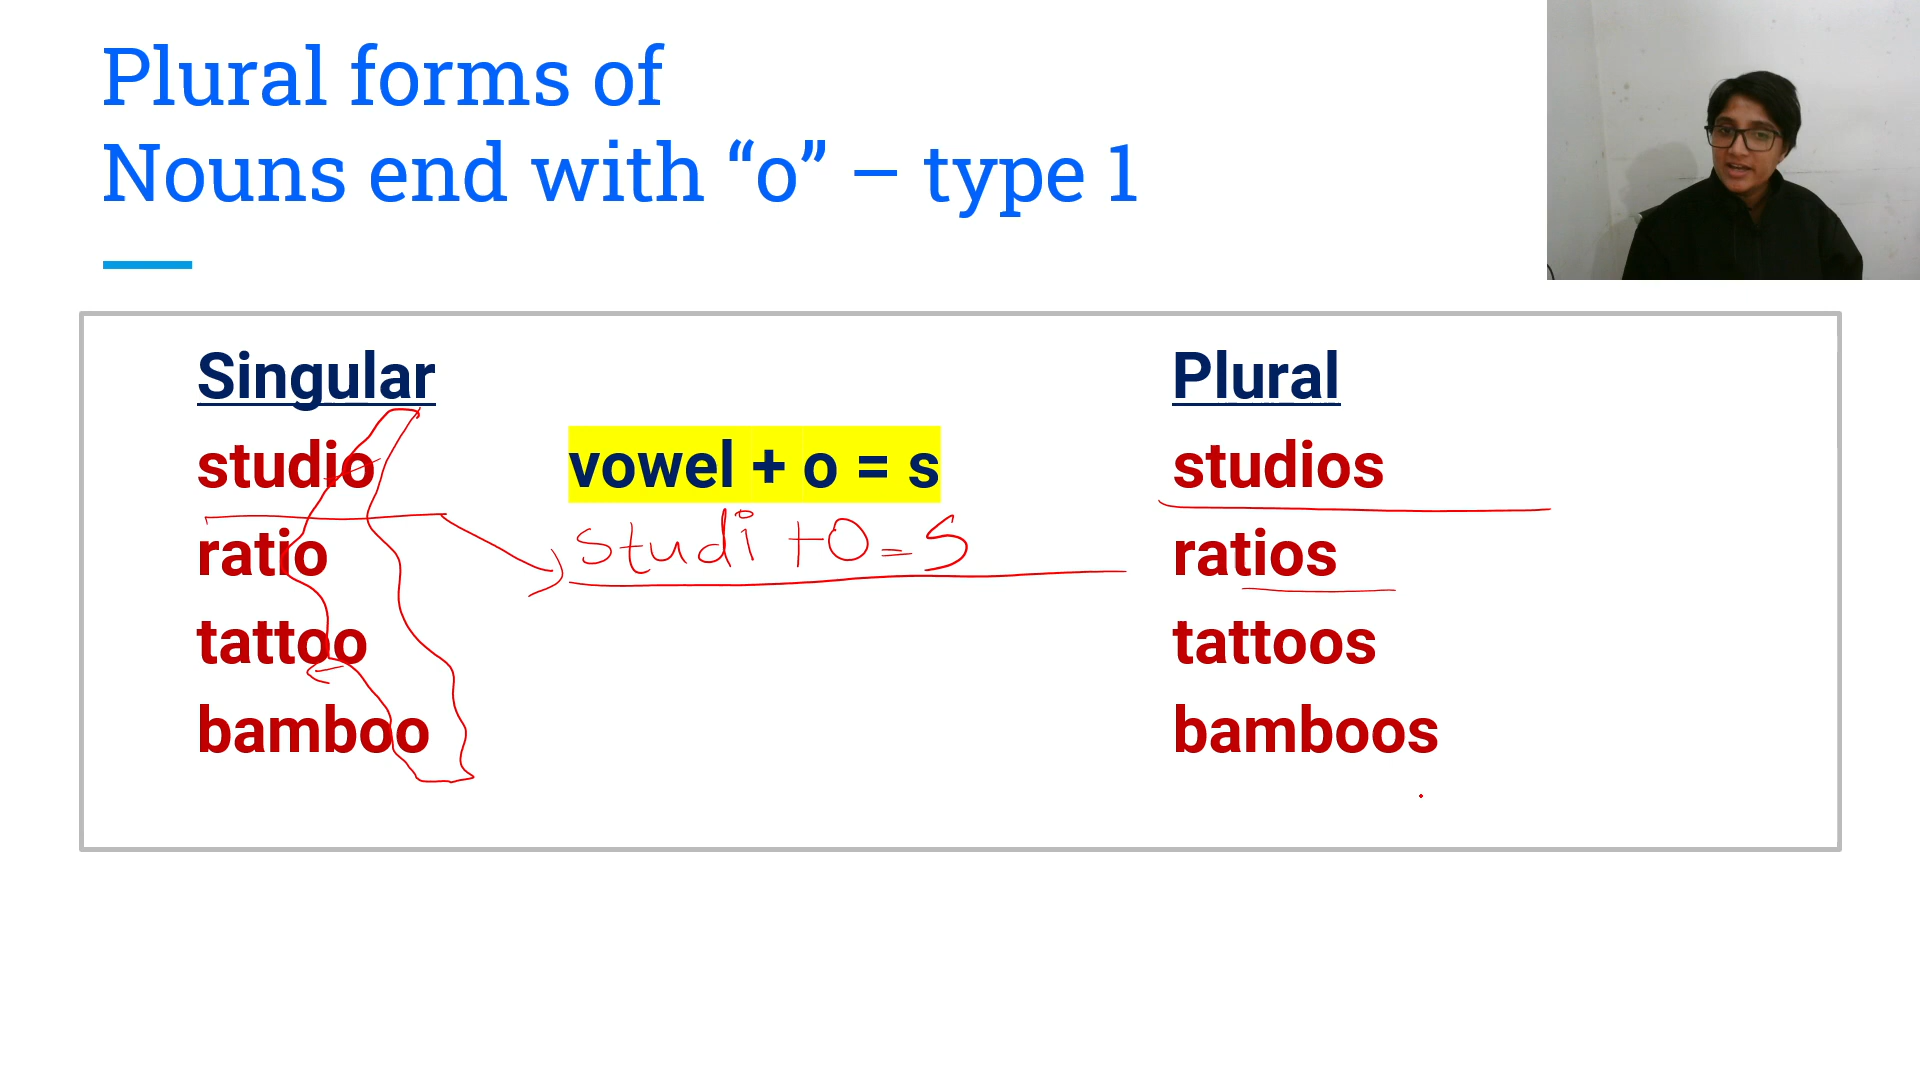 Plural forms of
Nouns end with “o” – type 1
Singular
Plural
studio
vowel + o = s
studios
studi + o = s
ratio
ratios
tattoo
tattoos
bamboo
bamboos